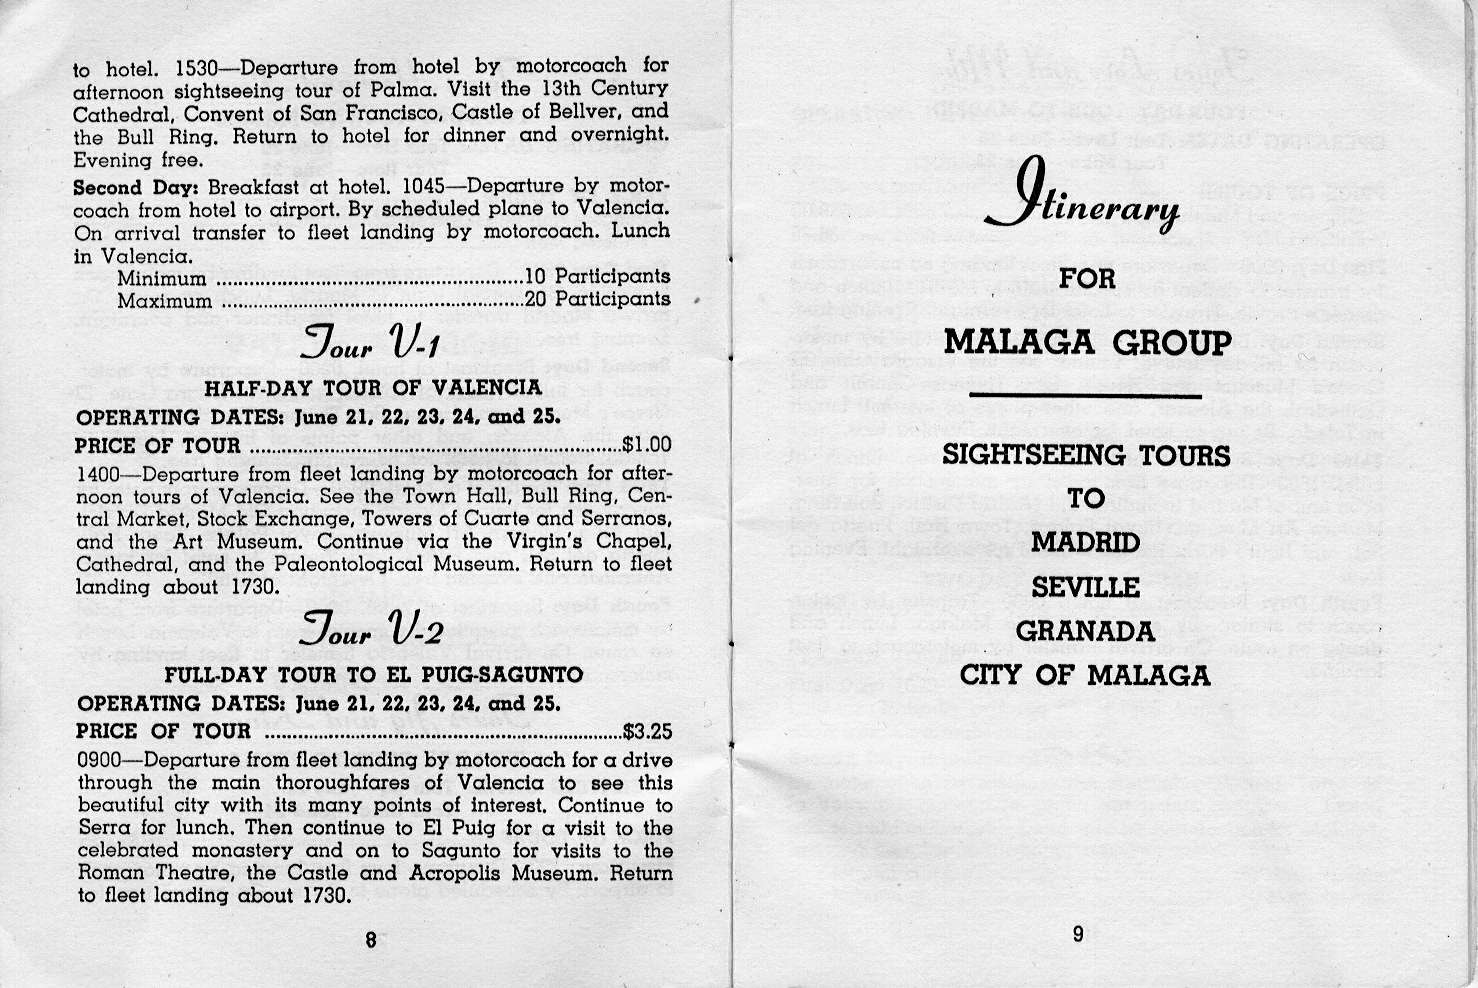 to hotel. 1530—Departure from hotel by motorcoach for
afternoon sightseeing tour of Palma. Visit the 13th Century
Cathedral, Convent of San Francisco, Castle of Bellver, and
the Bull Ring. Return to hotel for dinner and overnight.
Evening free.
Second Day: Breakfast at hotel. 1045—Departure by motor-
coach from hotel to airport. By scheduled plane to Valencia.
On arrival transfer to fleet landing by motorcoach. Lunch
in Valencia.
Minimum ........................................................10 Participants
Maximum .......................................................20 Participants
Tour V-1
HALF-DAY TOUR OF VALENCIA
OPERATING DATES: June 21, 22, 23, 24, and 25.
PRICE OF TOUR ....................................................................$1.00
1400—Departure from fleet landing by motorcoach for after-
noon tours of Valencia. See the Town Hall, Bull Ring, Cen-
tral Market, Stock Exchange, Towers of Cuarte and Serranos,
and the Art Museum. Continue via the Virgin's Chapel,
Cathedral, and the Paleontological Museum. Return to fleet
landing about 1730.
Tour V-2
FULL-DAY TOUR TO EL PUIG-SAGUNTO
OPERATING DATES: June 21, 22, 23, 24, and 25.
PRICE OF TOUR .................................................................$3.25
0900—Departure from fleet landing by motorcoach for a drive
through the main thoroughfares of Valencia to see this
beautiful city with its many points of interest. Continue to
Serra for lunch. Then continue to El Puig for a visit to the
celebrated monastery and on to Sagunto for visits to the
Roman Theatre, the Castle and Acropolis Museum. Return
to fleet landing about 1730.
8
Itinerary
FOR
MALAGA GROUP
SIGHTSEEING TOURS
TO
MADRID
SEVILLE
GRANADA
CITY OF MALAGA
9